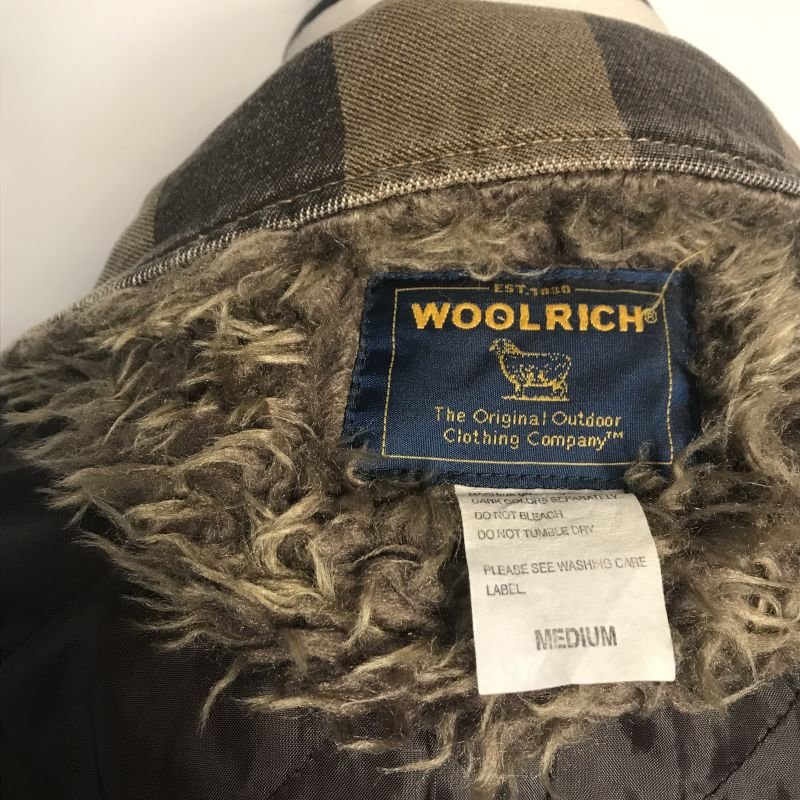 EST. 1830
WOOLRICH®
The Original Outdoor
Clothing Company™
DARK COLORS SEPARATLLY
DO NOT BLEACH
DO NOT TUMBLE DRY
PLEASE SEE WASHING CARE
LABEL.
MEDIUM